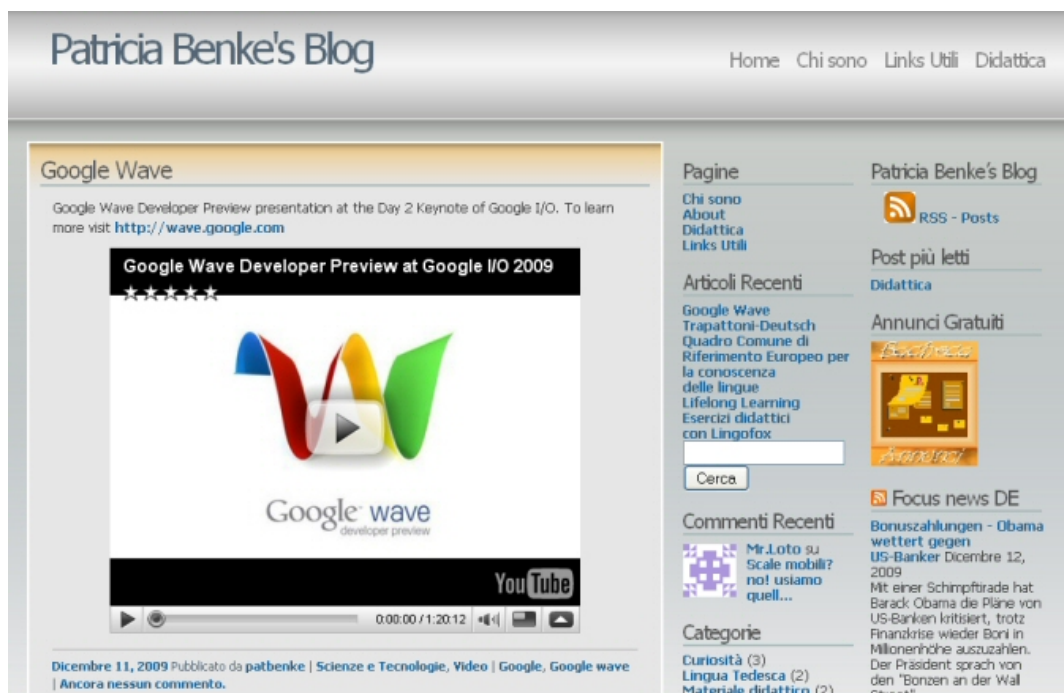 Patricia Benke's Blog
Home Chi sono Links Utili Didattica
Google Wave
Google Wave Developer Preview presentation at the Day 2 Keynote of Google I/O. To learn
more visit http://wave.google.com
Google Wave Developer Preview at Google I/O 2009
Google wave
developer preview
YouTube
0:00:00 / 1:20:12
Dicembre 11, 2009 Pubblicato da patbenke | Scienze e Tecnologie, Video | Google, Google wave
| Ancora nessun commento.
Pagine
Chi sono
About
Didattica
Links Utili
Articoli Recenti
Google Wave
Trapattoni-Deutsch
Quadro Comune di
Riferimento Europeo per
la conoscenza
delle lingue
Lifelong Learning
Esercizi didattici
con Lingofox
Cerca
Commenti Recenti
Mr.Loto su
Scale mobili?
no! usiamo
quell...
Categorie
Curiosità (3)
Lingua Tedesca (2)
Materiale didattico (2)
Patricia Benke's Blog
RSS - Posts
Post più letti
Didattica
Annunci Gratuiti
Bacheca
Annunci
Focus news DE
Bonuszahlungen - Obama
wettert gegen
US-Banker Dicembre 12,
2009
Mit einer Schimpftirade hat
Barack Obama die Pläne von
US-Banken kritisiert, trotz
Finanzkrise wieder Boni in
Millionenhöhe auszuzahlen.
Der Präsident sprach von
den "Bonzen an der Wall